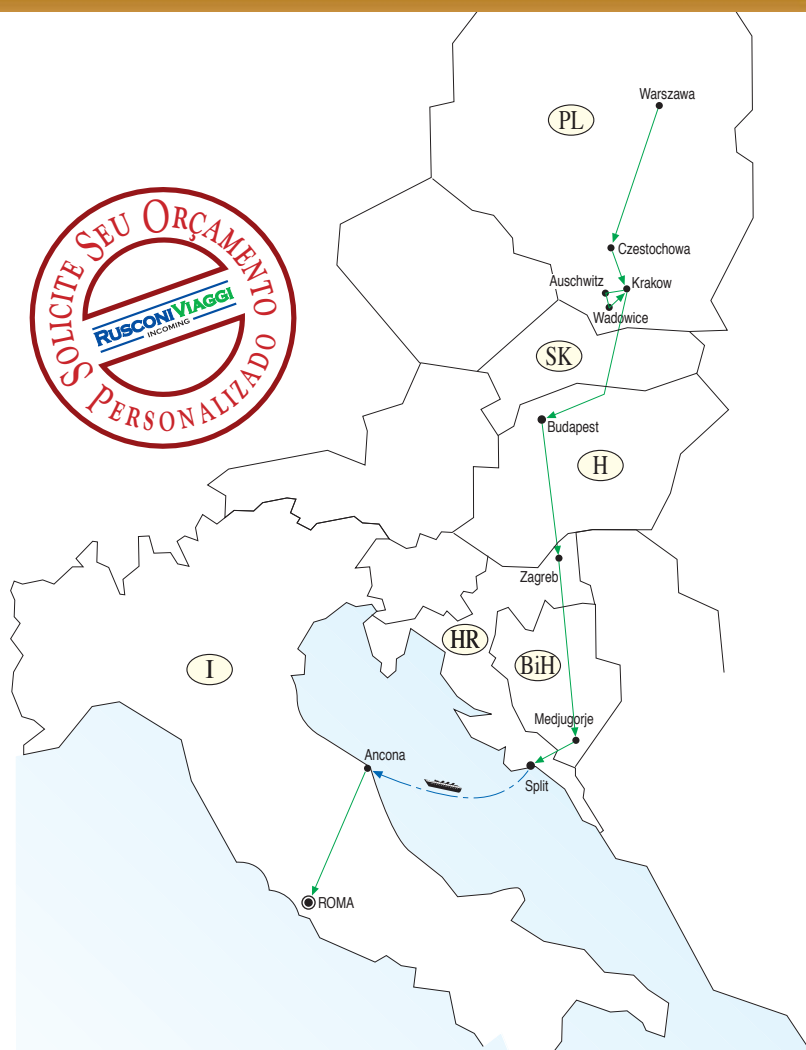 Warszawa
PL
Czestochowa
Auschwitz
Krakow
Wadowice
SOLICITE SEU ORÇAMENTO
RUSCONI VIAGGI
INCOMING
PERSONALIZADO
SK
Budapest
H
Zagreb
HR
BiH
I
Medjugorje
Ancona
Split
ROMA